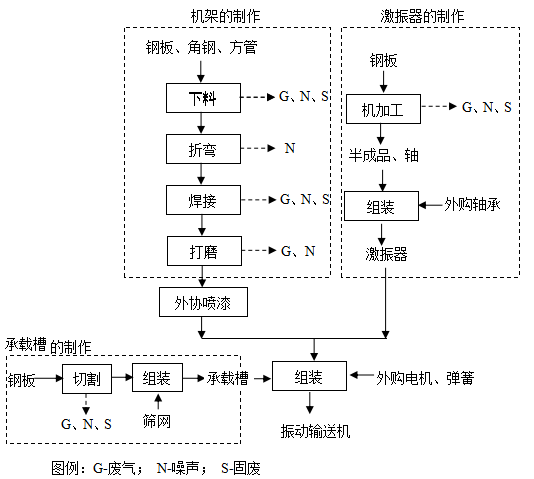 机架的制作
钢板、角钢、方管
下料
G、N、S
折弯
N
焊接
G、N、S
打磨
G、N
外协喷漆
激振器的制作
钢板
机加工
G、N、S
半成品、轴
组装
外购轴承
激振器
承载槽的制作
钢板
切割
组装
承载槽
组装
外购电机、弹簧
G、N、S
筛网
振动输送机
图例：G-废气； N-噪声； S-固废